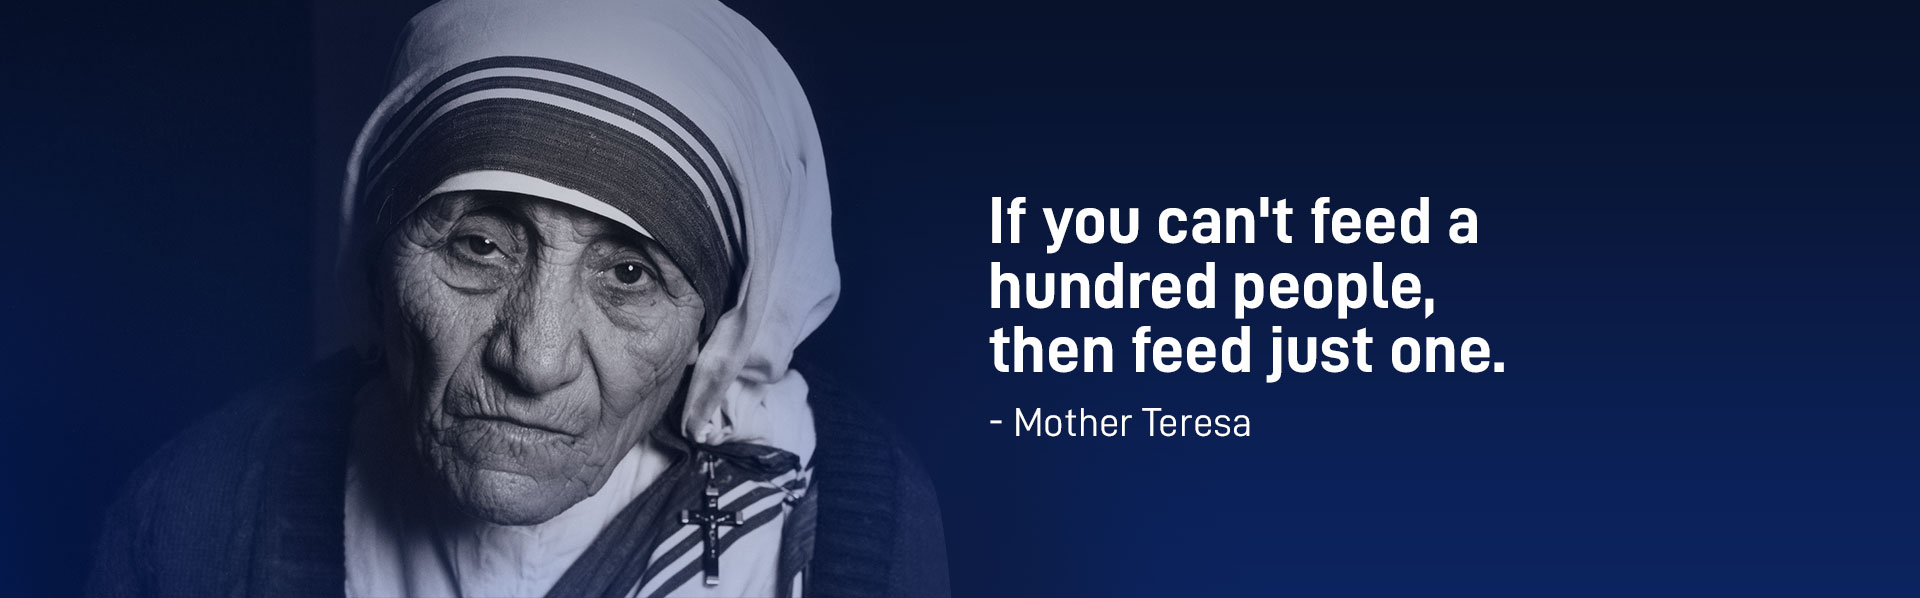 If you can't feed a
hundred people,
then feed just one.
- Mother Teresa